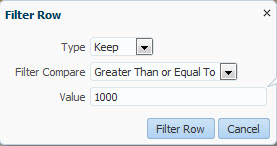 Filter Row
Type Keep
Filter Compare Greater Than or Equal To
Value 1000
Filter Row Cancel